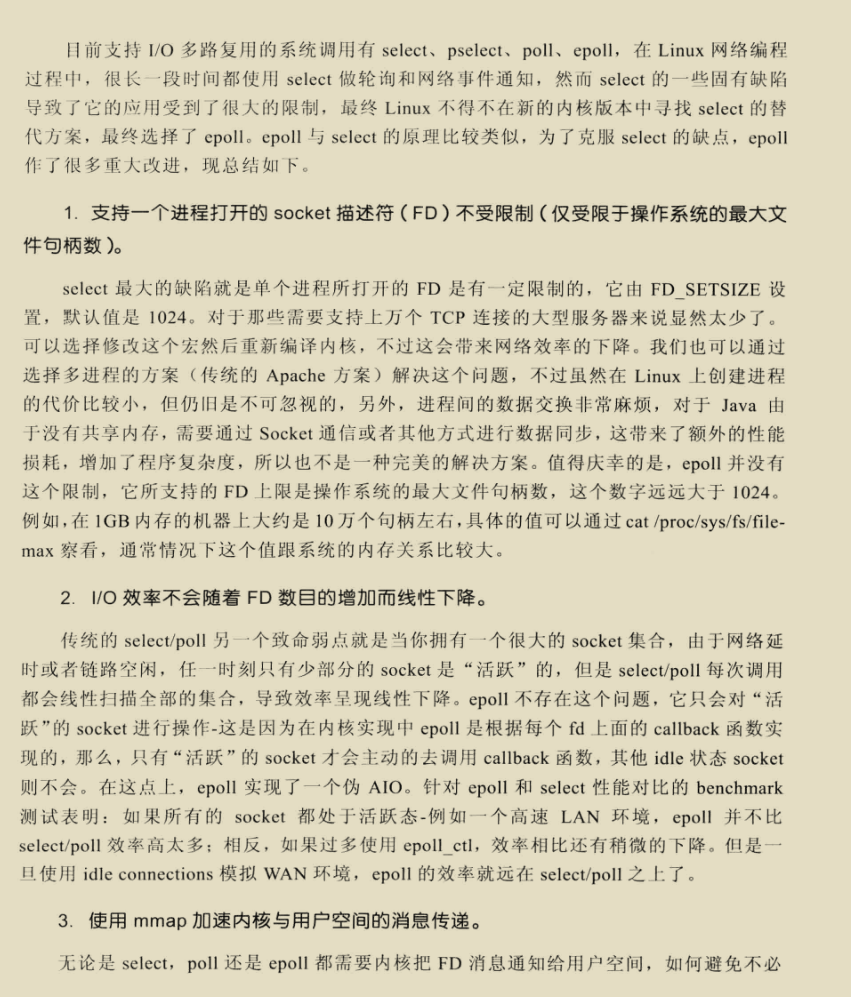 目前支持 I/O 多路复用的系统调用有 select、pselect、poll、epoll，在 Linux 网络编程
过程中，很长一段时间都使用 select 做轮询和网络事件通知，然而 select 的一些固有缺陷
导致了它的应用受到了很大的限制，最终 Linux 不得不在新的内核版本中寻找 select 的替
代方案，最终选择了 epoll。epoll 与 select 的原理比较类似，为了克服 select 的缺点，epoll
作了很多重大改进，现总结如下。
1. 支持一个进程打开的 socket 描述符（FD）不受限制（仅受限于操作系统的最大文
件句柄数）。
select 最大的缺陷就是单个进程所打开的 FD 是有一定限制的，它由 FD_SETSIZE 设
置，默认值是 1024。对于那些需要支持上万个 TCP 连接的大型服务器来说显然太少了。
可以选择修改这个宏然后重新编译内核，不过这会带来网络效率的下降。我们也可以通过
选择多进程的方案（传统的 Apache 方案）解决这个问题，不过虽然在 Linux 上创建进程
的代价比较小，但仍旧是不可忽视的，另外，进程间的数据交换非常麻烦，对于 Java 由
于没有共享内存，需要通过 Socket 通信或者其他方式进行数据同步，这带来了额外的性能
损耗，增加了程序复杂度，所以也不是一种完美的解决方案。值得庆幸的是，epoll 并没有
这个限制，它所支持的 FD 上限是操作系统的最大文件句柄数，这个数字远远大于 1024。
例如，在 1GB 内存的机器上大约是 10 万个句柄左右，具体的值可以通过 cat /proc/sys/fs/file-
max 察看，通常情况下这个值跟系统的内存关系比较大。
2. I/O 效率不会随着 FD 数目的增加而线性下降。
传统的 select/poll 另一个致命弱点就是当你拥有一个很大的 socket 集合，由于网络延
时或者链路空闲，任一时刻只有少部分的 socket 是“活跃”的，但是 select/poll 每次调用
都会线性扫描全部的集合，导致效率呈现线性下降。epoll 不存在这个问题，它只会对“活
跃”的 socket 进行操作-这是因为在内核实现中 epoll 是根据每个 fd 上面的 callback 函数实
现的，那么，只有“活跃”的 socket 才会主动的去调用 callback 函数，其他 idle 状态 socket
则不会。在这点上，epoll 实现了一个伪 AIO。针对 epoll 和 select 性能对比的 benchmark
测试表明：如果所有的 socket 都处于活跃态-例如一个高速 LAN 环境，epoll 并不比
select/poll 效率高太多；相反，如果过多使用 epoll_ctl，效率相比还有稍微的下降。但是一
旦使用 idle connections 模拟 WAN 环境，epoll 的效率就远在 select/poll 之上了。
3. 使用 mmap 加速内核与用户空间的消息传递。
无论是 select，poll 还是 epoll 都需要内核把 FD 消息通知给用户空间，如何避免不必